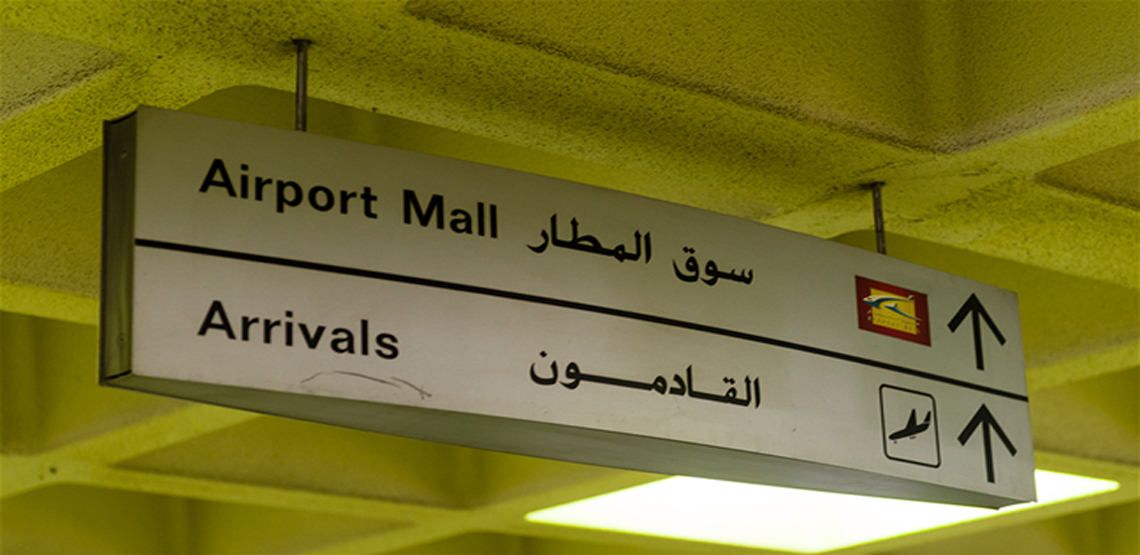 Airport Mall سوق المطار
Arrivals القادمون